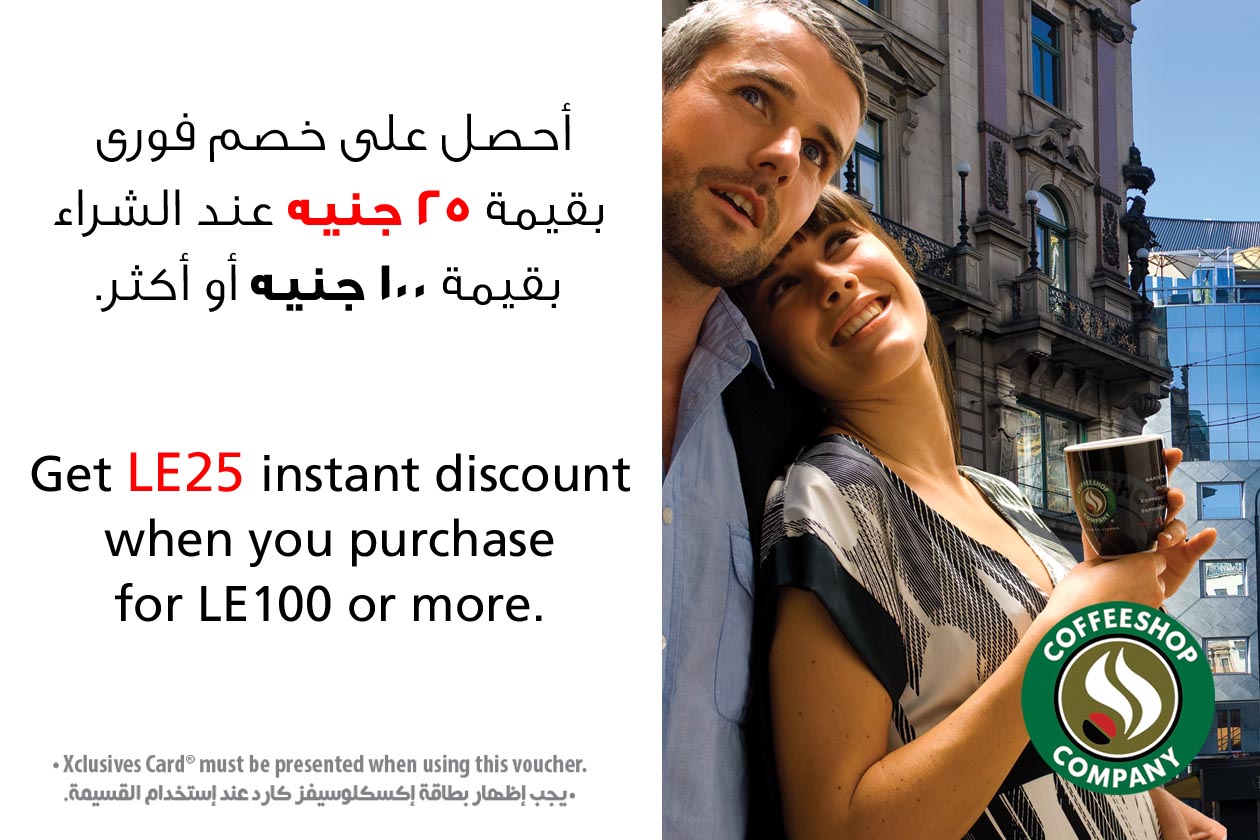 أحصل على خصم فورى
بقيمة ٢٥ جنيه عند الشراء
بقيمة ١٠٠ جنيه أو أكثر.
Get LE25 instant discount
when you purchase
for LE100 or more.
• Xclusives Card® must be presented when using this voucher.
•يجب إظهار بطاقة إكسكلوسيفز كارد عند إستخدام القسيمة.
COFFEESHOP
COMPANY
COFFEESHOP
COMPANY